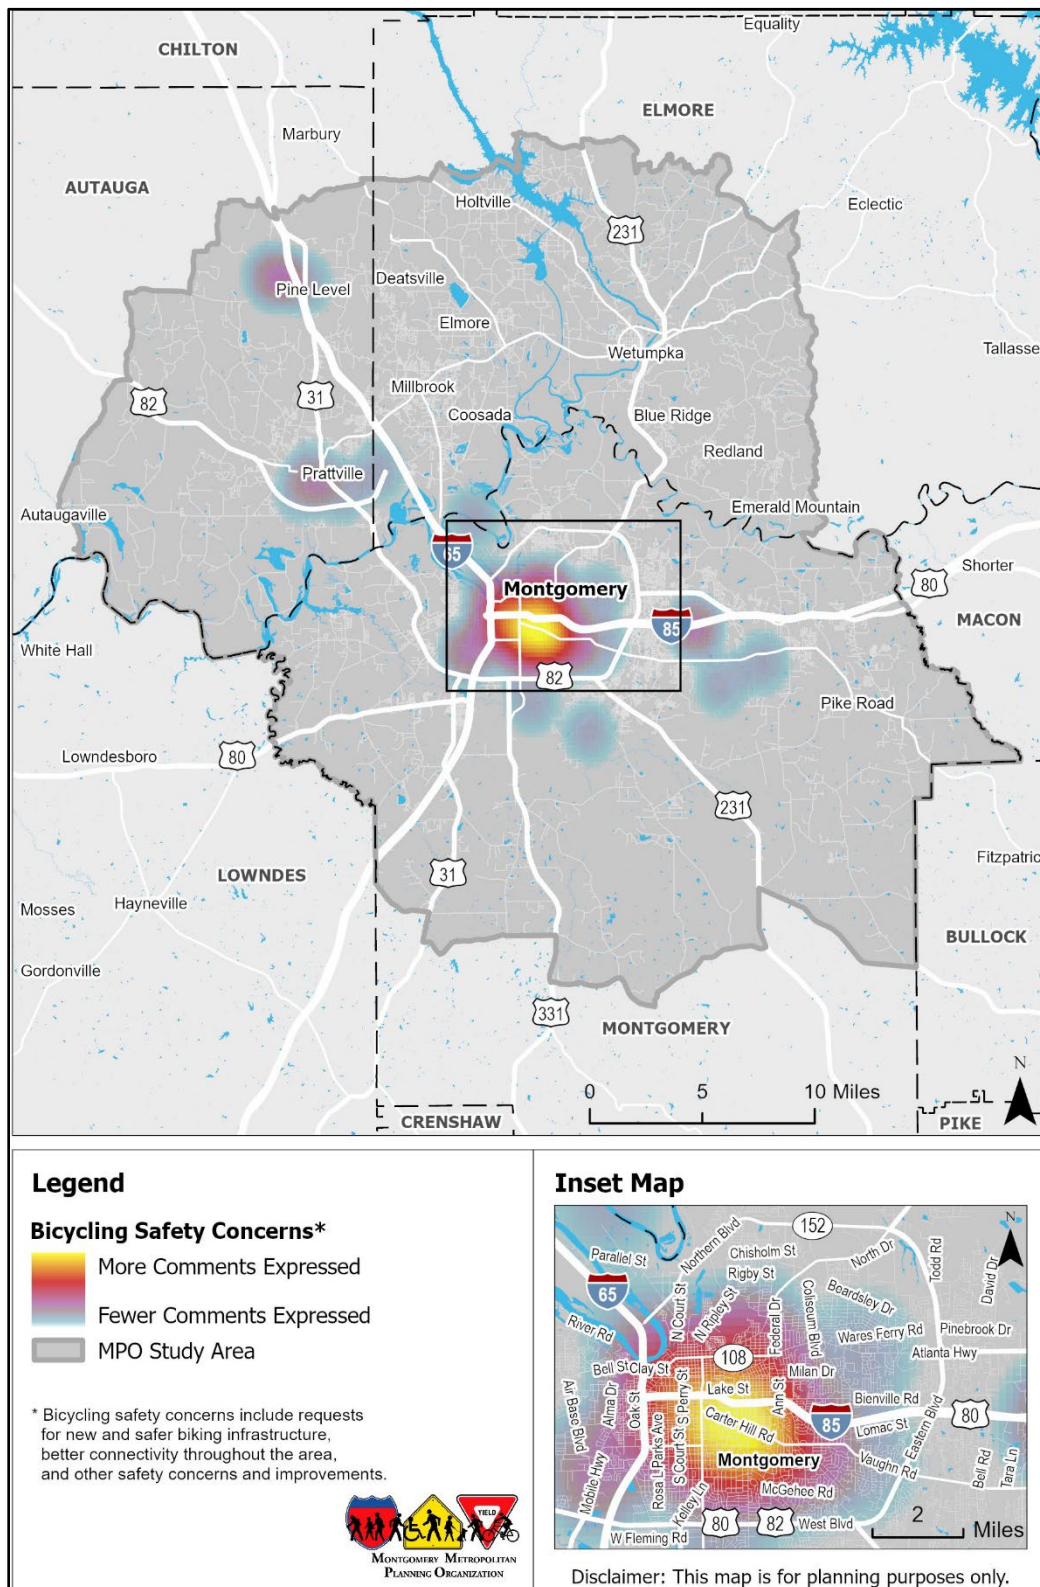 Equality
CHILTON
ELMORE
Marbury
AUTAUGA
Holtville
Eclectic
231
Deatsville
Pine Level
Elmore
Wetumpka
Tallasse
Millbrook
82
31
Coosada
Blue Ridge
Redland
Prattville
Autaugaville
Emerald Mountain
65
Shorter
80
Montgomery
MACON
85
White Hall
82
Pike Road
Lowndesboro
80
231
Fitzpatric
31
LOWNDES
Mosses
Hayneville
BULLOCK
Gordonville
331
MONTGOMERY
N
0 5 10 Miles
CRENSHAW
PIKE
Legend
Bicycling Safety Concerns*
More Comments Expressed
Fewer Comments Expressed
MPO Study Area
* Bicycling safety concerns include requests
for new and safer biking infrastructure,
better connectivity throughout the area,
and other safety concerns and improvements.
YIELD
MONTGOMERY METROPOLITAN
PLANNING ORGANIZATION
Inset Map
N
152
Northern Blvd
Parallel St
Chisholm St
North Dr
Todd Rd
Rigby St
David Dr
65
N Court St
N Ripley St
Federal Dr
Coliseum Blvd
Beardsley Dr
River Rd
Wares Ferry Rd
Pinebrook Dr
Atlanta Hwy
108
Bell St
Clay St
Milan Dr
Air Base Blvd
Alma Dr
Oak St
S Perry St
Lake St
Ann St
Bienville Rd
80
85
Lomac St
Eastern Blvd
Rosa L Parks Ave
S Court St
Carter Hill Rd
Montgomery
Vaughn Rd
Bell Rd
Tara Ln
Mobile Hwy
Kelley Ln
McGehee Rd
80
82
West Blvd
W Fleming Rd
2 Miles
Disclaimer: This map is for planning purposes only.